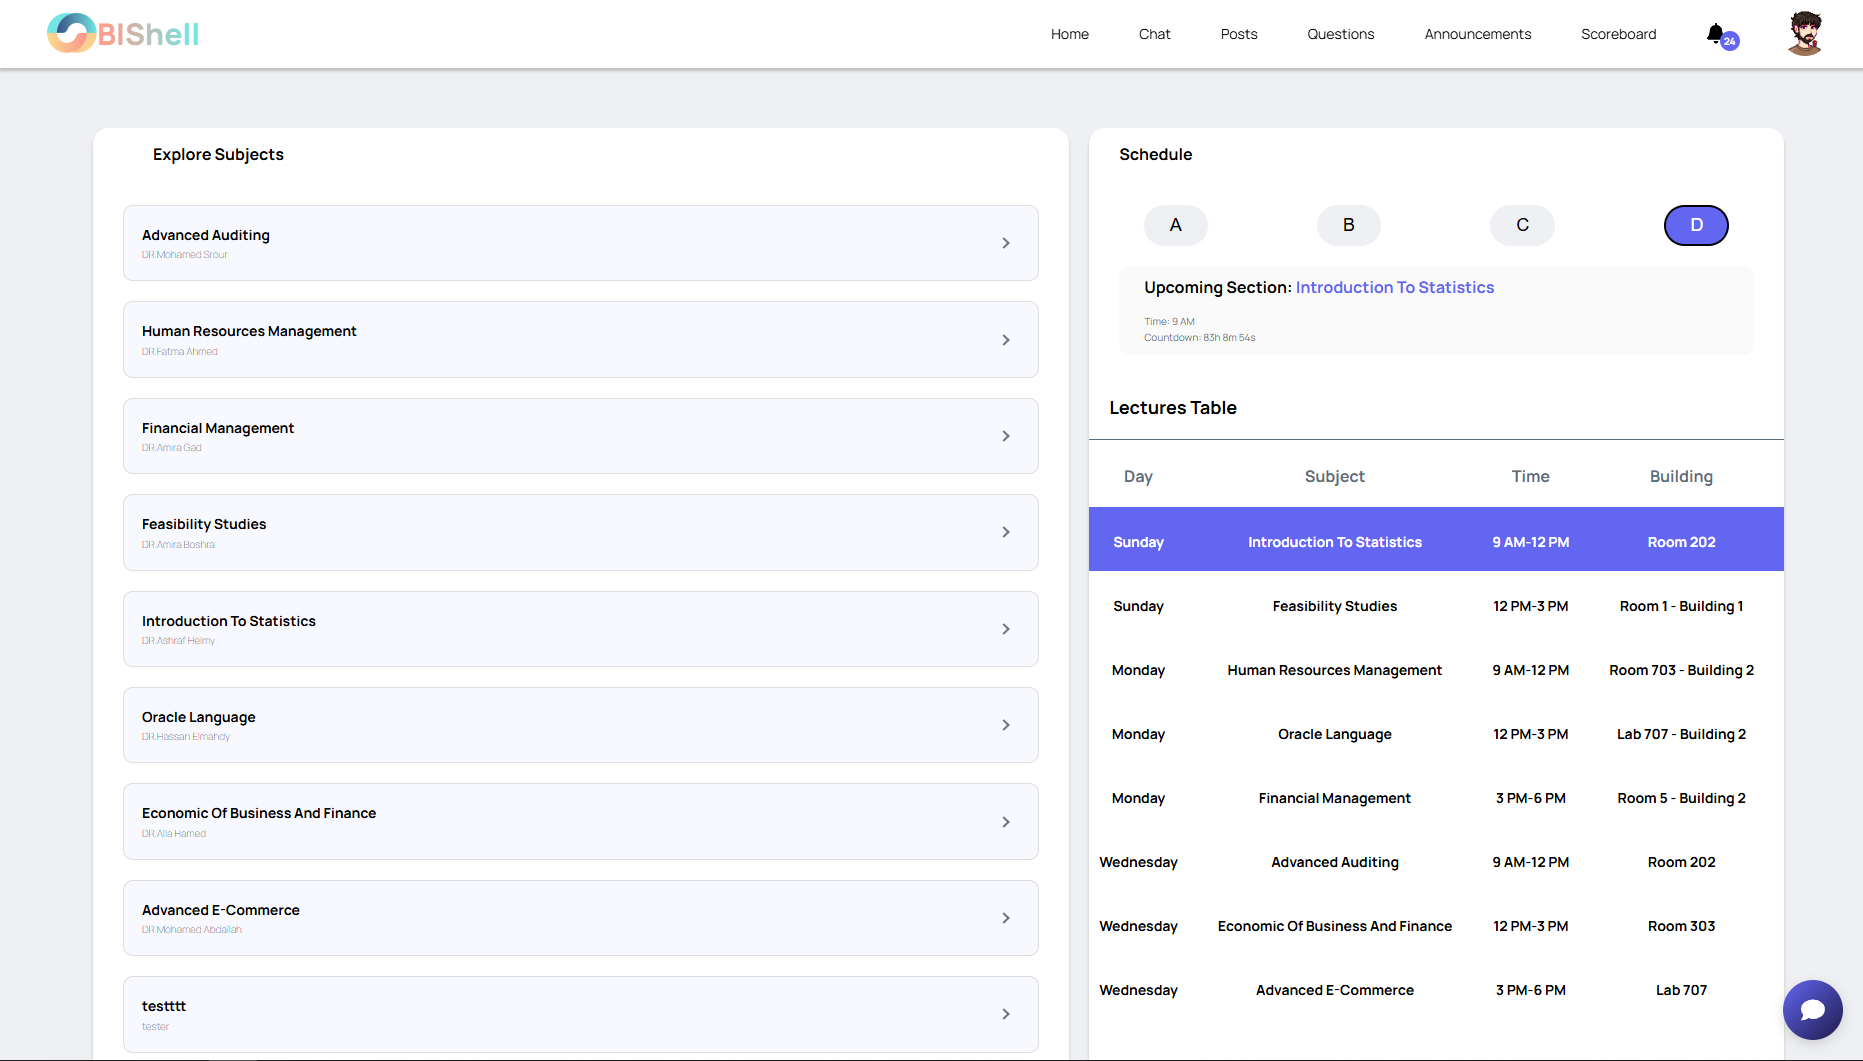 BIShell
Home Chat Posts Questions Announcements Scoreboard 24
Explore Subjects
Advanced Auditing
DR.Mohamed Srour
Human Resources Management
DR.Fatma Ahmed
Financial Management
DR.Amira Gad
Feasibility Studies
DR.Amira Boshra
Introduction To Statistics
DR.Ashraf Helmy
Oracle Language
DR.Hassan Elmahdy
Economic Of Business And Finance
DR.Alla Hamed
Advanced E-Commerce
DR.Mohamed Abdallah
testttt
tester
Schedule
A B C D
Upcoming Section: Introduction To Statistics
Time: 9 AM
Countdown: 83h 8m 54s
Lectures Table
Day Subject Time Building
Sunday Introduction To Statistics 9 AM-12 PM Room 202
Sunday Feasibility Studies 12 PM-3 PM Room 1 - Building 1
Monday Human Resources Management 9 AM-12 PM Room 703 - Building 2
Monday Oracle Language 12 PM-3 PM Lab 707 - Building 2
Monday Financial Management 3 PM-6 PM Room 5 - Building 2
Wednesday Advanced Auditing 9 AM-12 PM Room 202
Wednesday Economic Of Business And Finance 12 PM-3 PM Room 303
Wednesday Advanced E-Commerce 3 PM-6 PM Lab 707